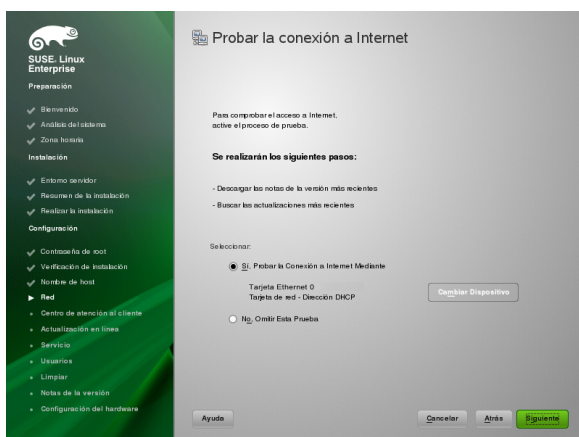 SUSE. Linux
Enterprise
Preparación
Bienvenido
Análisis del sistema
Zona horaria
Instalación
Entorno servidor
Resumen de la instalación
Realizar la instalación
Configuración
Contraseña de root
Verificación de instalación
Nombre de host
Red
Centro de atención al cliente
Actualización en línea
Servicio
Usuarios
Limpiar
Notas de la versión
Configuración del hardware
Probar la conexión a Internet
Para comprobar el acceso a Internet,
active el proceso de prueba.
Se realizarán los siguientes pasos:
- Descargar las notas de la versión más recientes
- Buscar las actualizaciones más recientes
Seleccionar:
Sí, Probar la Conexión a Internet Mediante
Tarjeta Ethernet 0
Tarjeta de red - Dirección DHCP
Cambiar Dispositivo
No, Omitir Esta Prueba
Ayuda
Cancelar
Atrás
Siguiente